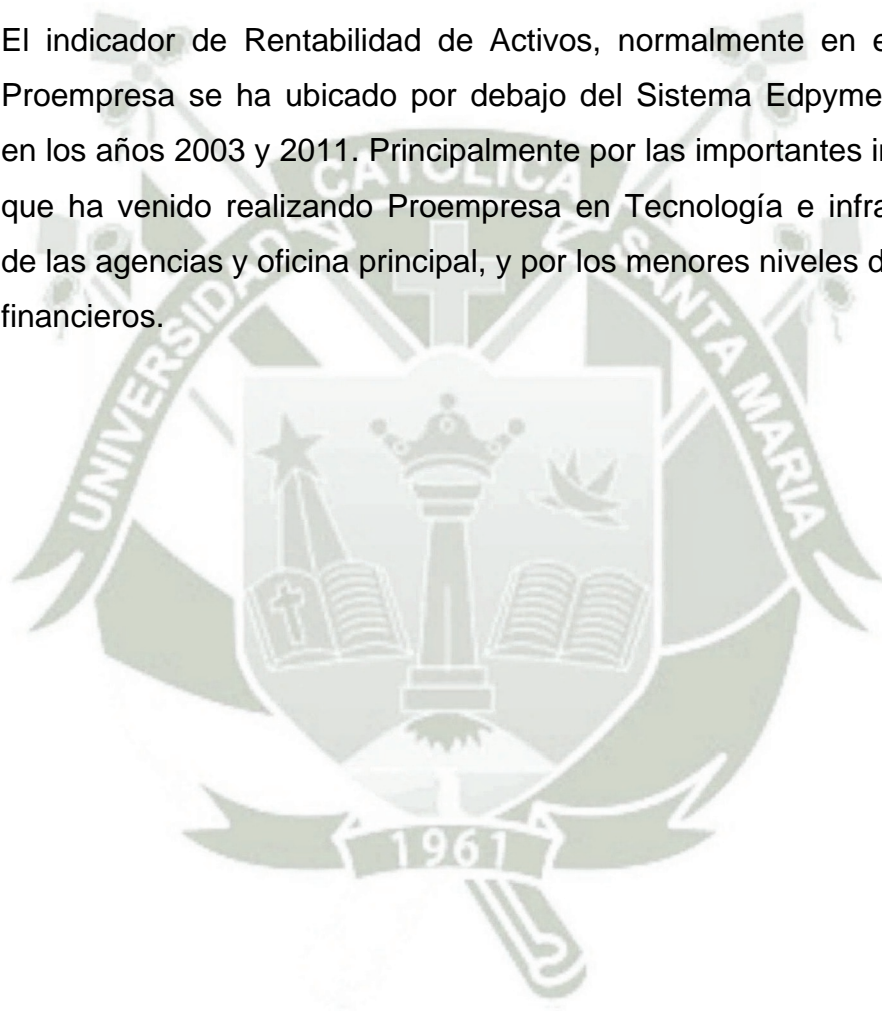 El indicador de Rentabilidad de Activos, normalmente en e
Proempresa se ha ubicado por debajo del Sistema Edpyme
en los años 2003 y 2011. Principalmente por las importantes i
que ha venido realizando Proempresa en Tecnología e infra
de las agencias y oficina principal, y por los menores niveles d
financieros.
UNIVERSIDAD CATOLICA SANTA MARIA
1961